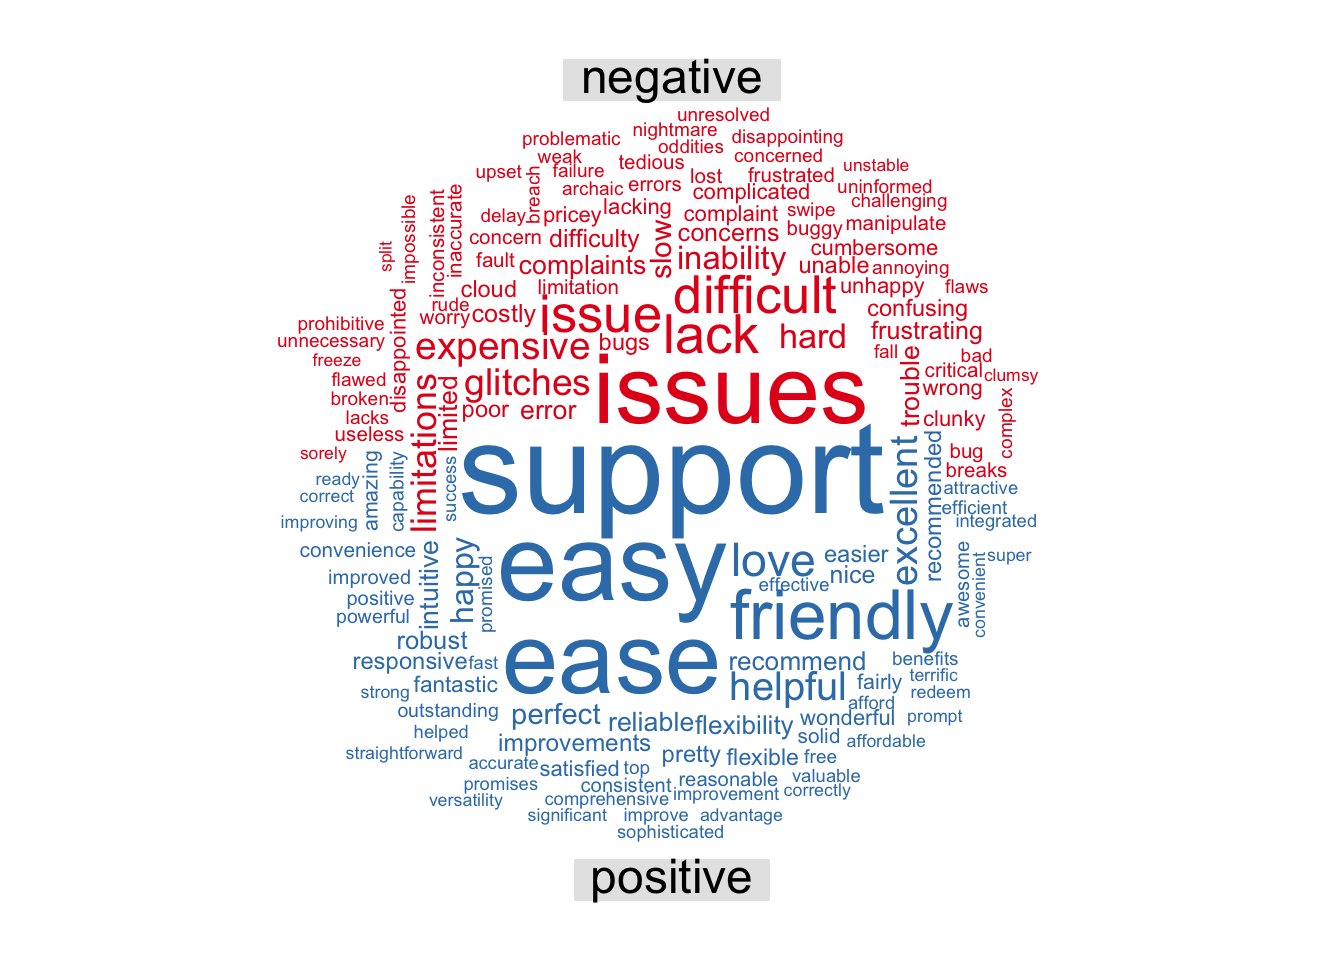 negative
unresolved
nightmare
problematic
disappointing
oddities
weak
tedious
concerned
unstable
upset
failure
lost
frustrated
breach
archaic
errors
complicated
uninformed
challenging
impossible
inconsistent
inaccurate
delay
pricey
lacking
complaint
swipe
manipulate
slow
concerns
buggy
split
concern
difficulty
cumbersome
fault
complaints
inability
unable
annoying
cloud
limitation
difficult
unhappy
flaws
rude
worry
costly
issue
confusing
prohibitive
unnecessary
disappointed
expensive
bugs
lack
hard
frustrating
freeze
fall
bad
flawed
glitches
issues
trouble
critical
clumsy
broken
limitations
limited
wrong
lacks
poor
error
clunky
complex
useless
sorely
support
bug
breaks
ready
amazing
capability
success
excellent
recommended
attractive
correct
efficient
improving
integrated
convenience
intuitive
happy
promised
easy
love
easier
awesome
convenient
super
improved
effective
nice
positive
powerful
friendly
robust
responsive
fast
ease
recommend
benefits
strong
fantastic
helpful
fairly
terrific
redeem
outstanding
perfect
reliable
flexibility
afford
wonderful
prompt
helped
improvements
solid
affordable
straightforward
accurate
satisfied
top
pretty
flexible
free
promises
consistent
reasonable
valuable
versatility
comprehensive
improvement
correctly
significant
improve
advantage
sophisticated
positive